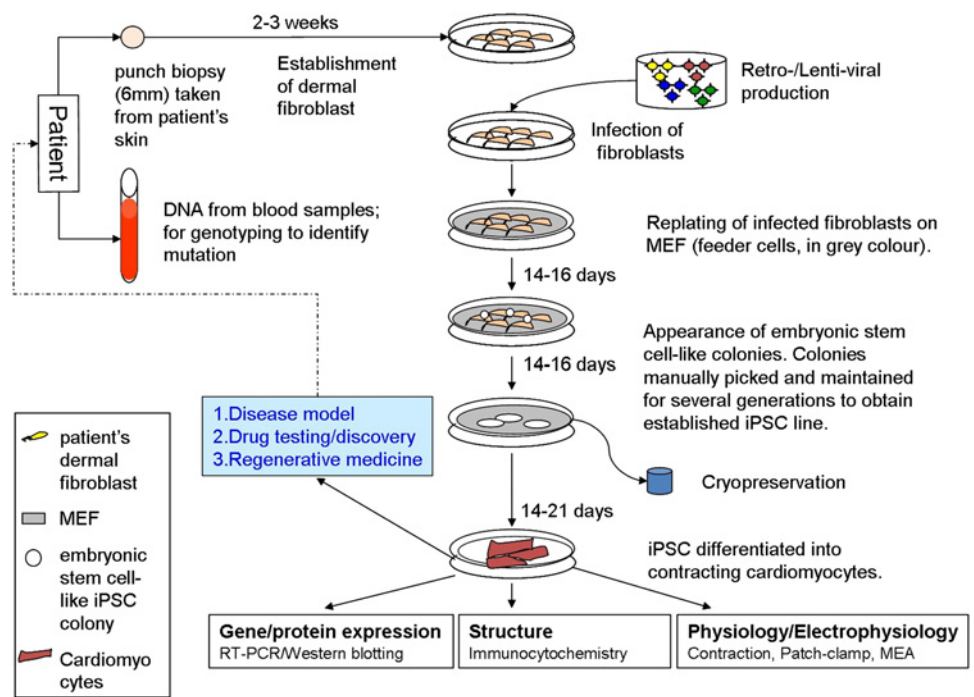 2-3 weeks
Establishment
of dermal
fibroblast
punch biopsy
(6mm) taken
from patient's
skin
Patient
DNA from blood samples;
for genotyping to identify
mutation
Retro-/Lenti-viral
production
Infection of
fibroblasts
Replating of infected fibroblasts on
MEF (feeder cells, in grey colour).
14-16 days
Appearance of embryonic stem
cell-like colonies. Colonies
manually picked and maintained
for several generations to obtain
established iPSC line.
14-16 days
1.Disease model
2.Drug testing/discovery
3.Regenerative medicine
Cryopreservation
14-21 days
iPSC differentiated into
contracting cardiomyocytes.
patient's
dermal
fibroblast
MEF
embryonic
stem cell-
like iPSC
colony
Cardiomyo
cytes
Gene/protein expression
RT-PCR/Western blotting
Structure
Immunocytochemistry
Physiology/Electrophysiology
Contraction, Patch-clamp, MEA